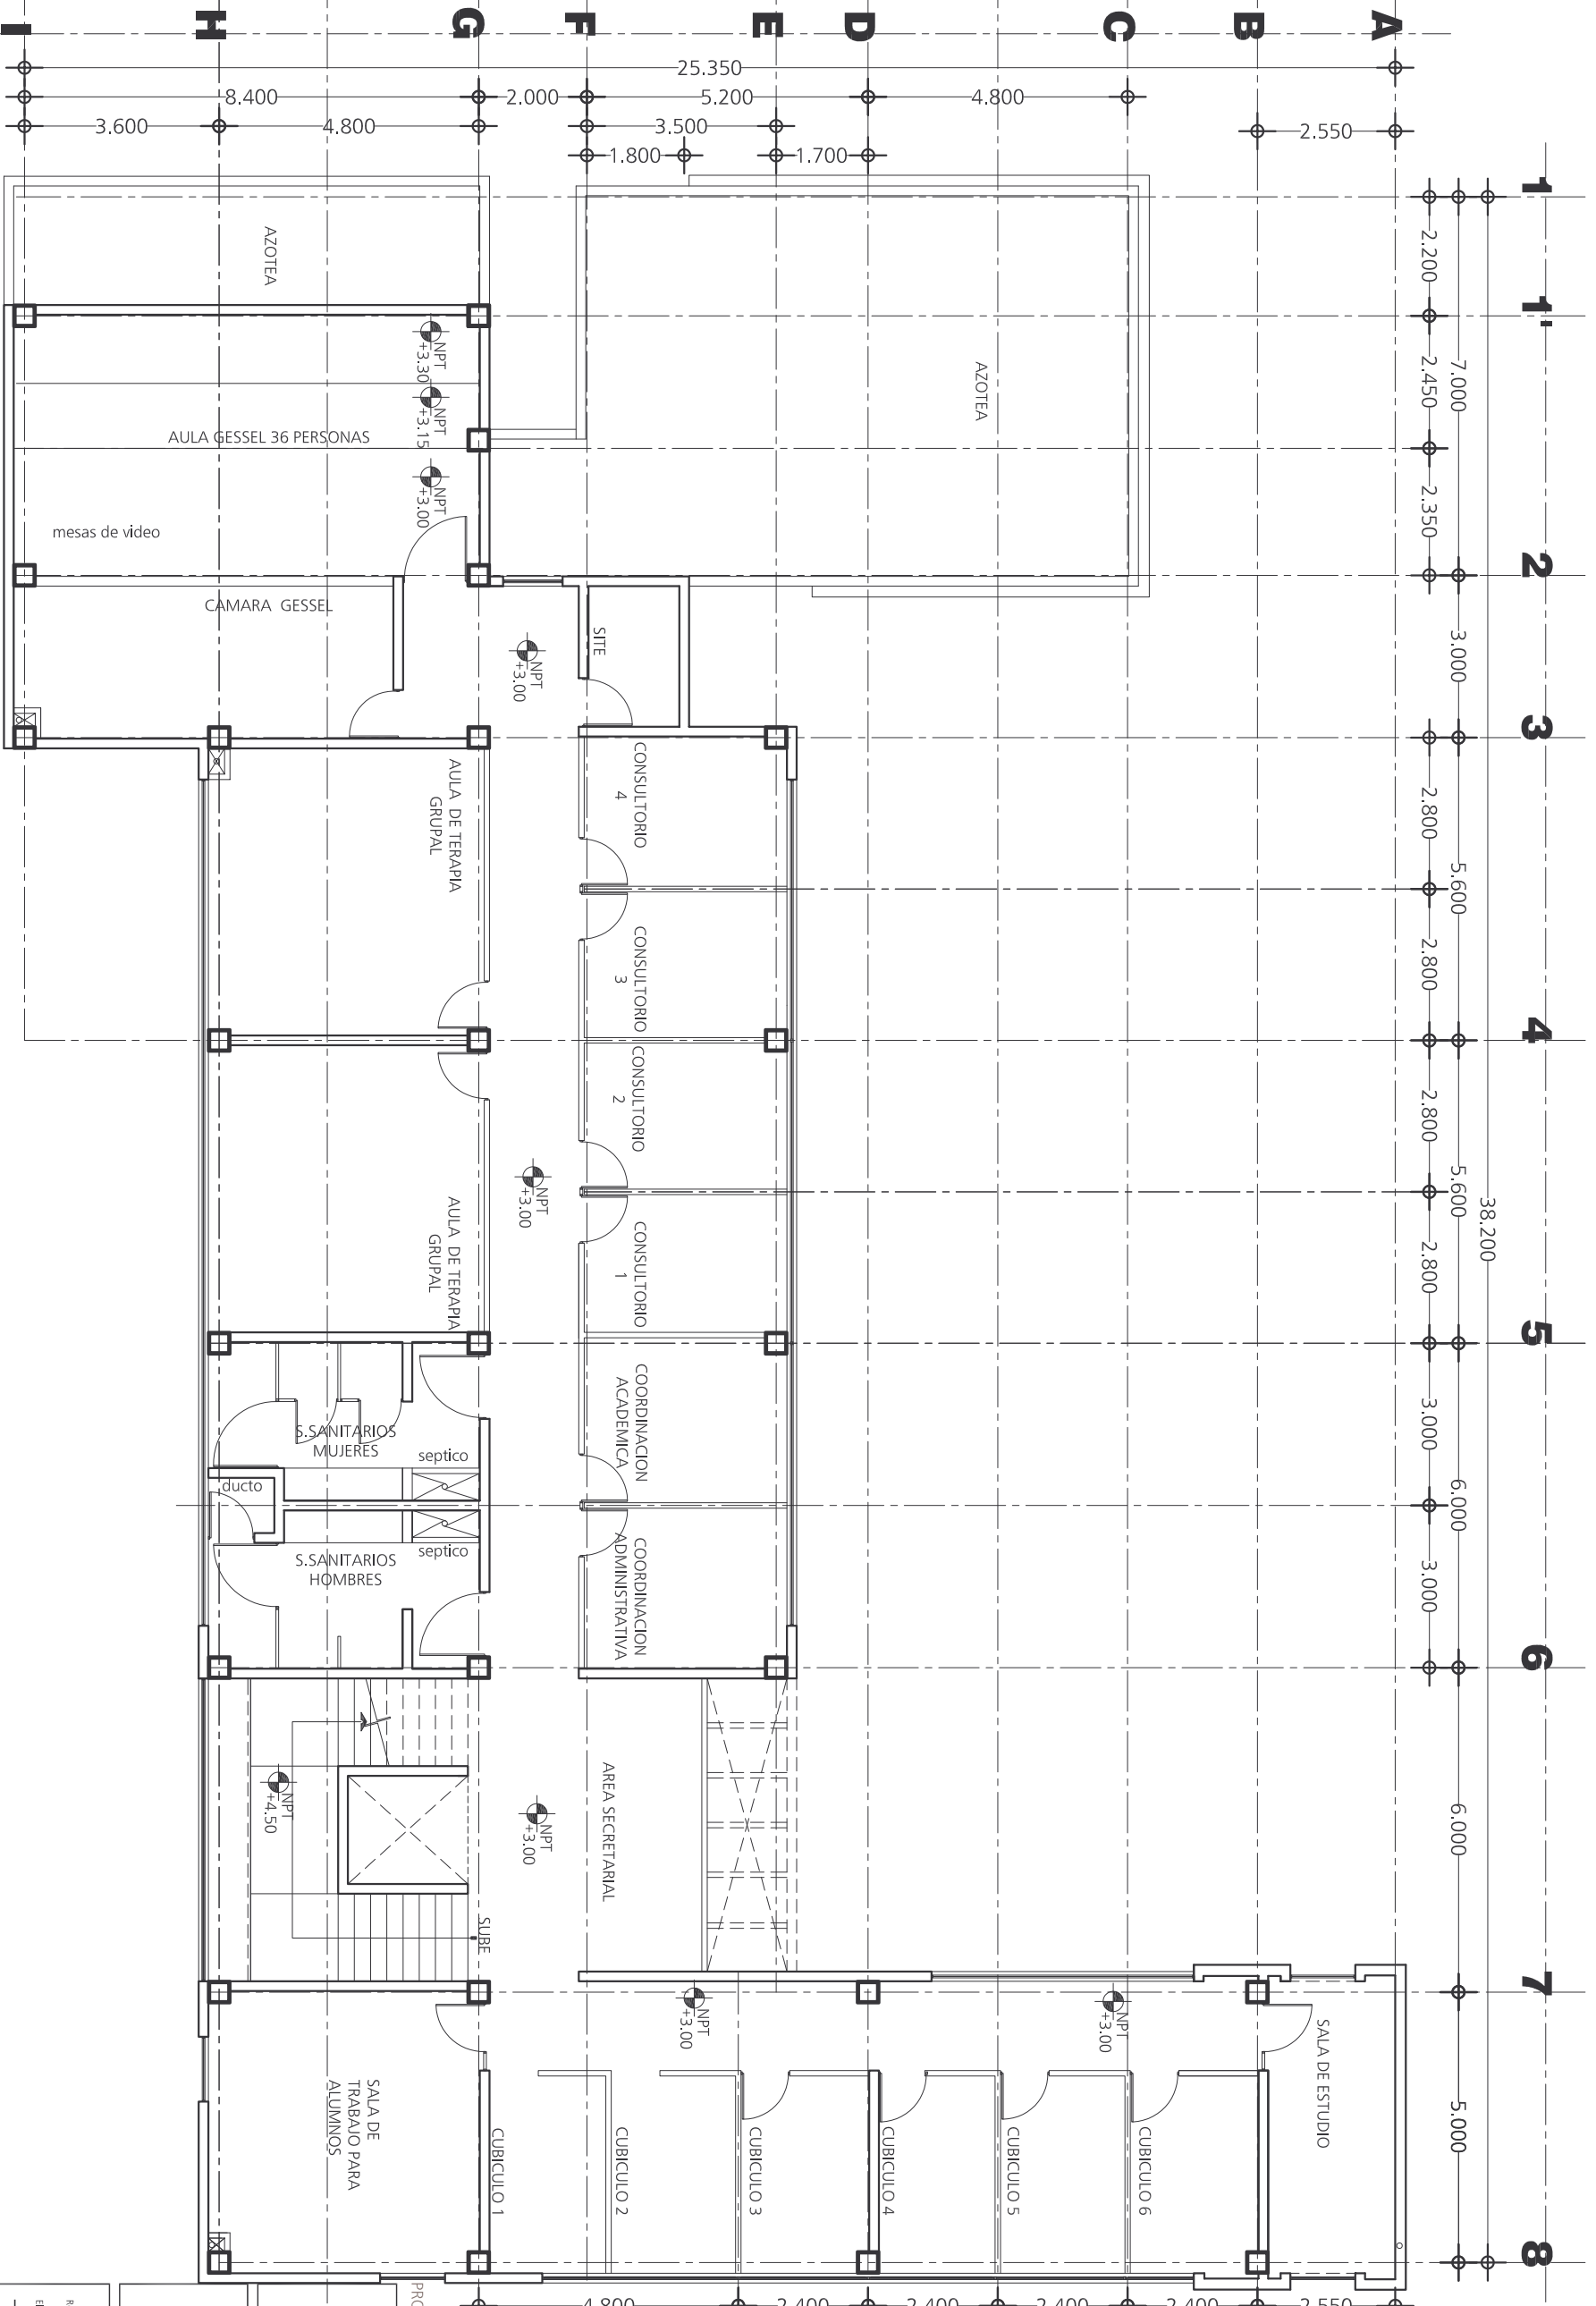 I
H
G
F
E
D
C
B
A
25.350
8.400
2.000
5.200
4.800
3.600
4.800
3.500
2.550
1.800
1.700
1
1'
2
3
4
5
6
7
8
2.200
2.450
2.350
2.800
2.800
2.800
2.800
3.000
3.000
7.000
3.000
5.600
5.600
6.000
6.000
5.000
38.200
AZOTEA
AZOTEA
NPT
+3.30
NPT
+3.15
NPT
+3.00
AULA GESSEL 36 PERSONAS
mesas de video
CAMARA GESSEL
NPT
+3.00
SITE
AULA DE TERAPIA
GRUPAL
CONSULTORIO
4
CONSULTORIO
3
CONSULTORIO
2
CONSULTORIO
1
NPT
+3.00
AULA DE TERAPIA
GRUPAL
COORDINACION
ACADEMICA
COORDINACION
ADMINISTRATIVA
S.SANITARIOS
MUJERES
septico
ducto
septico
S.SANITARIOS
HOMBRES
NPT
+4.50
NPT
+3.00
AREA SECRETARIAL
SUBE
NPT
+3.00
NPT
+3.00
SALA DE ESTUDIO
SALA DE
TRABAJO PARA
ALUMNOS
CUBICULO 1
CUBICULO 2
CUBICULO 3
CUBICULO 4
CUBICULO 5
CUBICULO 6
4.800
2.400
2.400
2.400
2.400
2.550